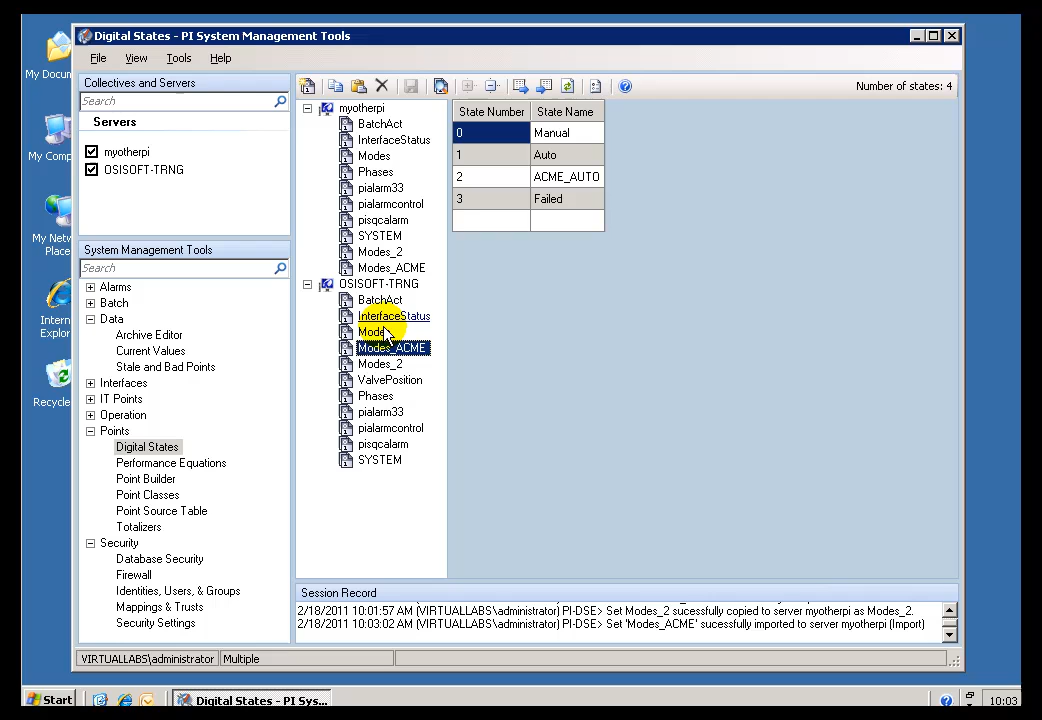 Digital States - PI System Management Tools
File View Tools Help
Collectives and Servers
Search
Servers
myotherpi
OSISOFT-TRNG
System Management Tools
Search
Alarms
Batch
Data
Archive Editor
Current Values
Stale and Bad Points
Interfaces
IT Points
Operation
Points
Digital States
Performance Equations
Point Builder
Point Classes
Point Source Table
Totalizers
Security
Database Security
Firewall
Identities, Users, & Groups
Mappings & Trusts
Security Settings
Number of states: 4
myotherpi
BatchAct
InterfaceStatus
Modes
Phases
pialarm33
pialarmcontrol
pisqcalarm
SYSTEM
Modes_2
Modes_ACME
OSISOFT-TRNG
BatchAct
InterfaceStatus
Modes_ACME
Modes_2
ValvePosition
Phases
pialarm33
pialarmcontrol
pisqcalarm
SYSTEM
State Number State Name
0 Manual
1 Auto
2 ACME_AUTO
3 Failed
Session Record
2/18/2011 10:01:57 AM (VIRTUALLABS\administrator) PI-DSE> Set Modes_2 sucessfully copied to server myotherpi as Modes_2.
2/18/2011 10:03:02 AM (VIRTUALLABS\administrator) PI-DSE> Set 'Modes_ACME' sucessfully imported to server myotherpi (Import)
VIRTUALLABS\administrator Multiple
My Docum
My Comp
My Netw
Place
Intern
Explor
Recycle
Start Digital States - PI Sys... 10:03